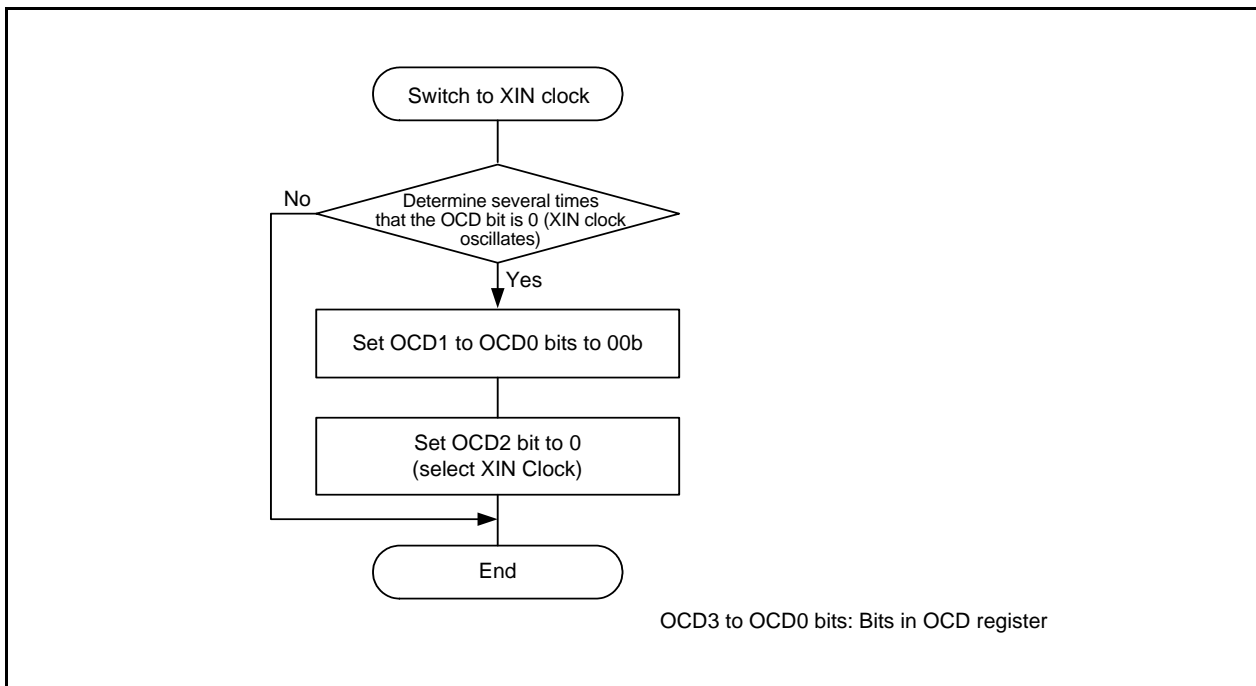 Switch to XIN clock
No
Determine several times
that the OCD bit is 0 (XIN clock
oscillates)
Yes
Set OCD1 to OCD0 bits to 00b
Set OCD2 bit to 0
(select XIN Clock)
End
OCD3 to OCD0 bits: Bits in OCD register